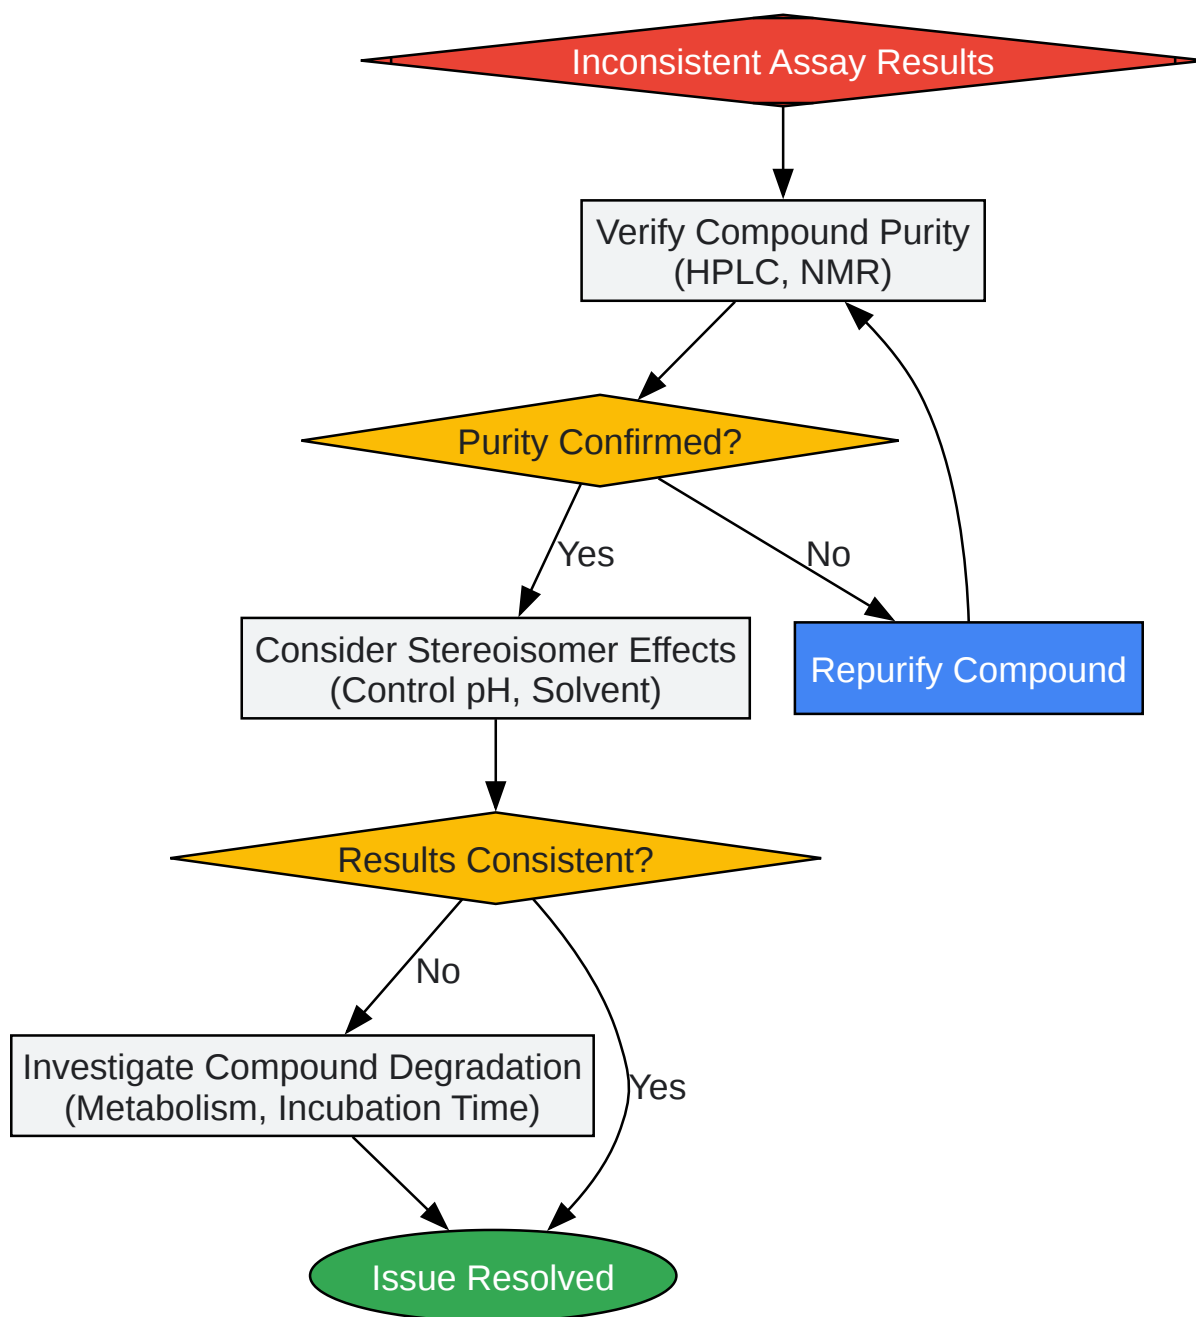 Inconsistent Assay Results
Verify Compound Purity
(HPLC, NMR)
Purity Confirmed?
Yes
No
Consider Stereoisomer Effects
(Control pH, Solvent)
Repurify Compound
Results Consistent?
No
Yes
Investigate Compound Degradation
(Metabolism, Incubation Time)
Issue Resolved